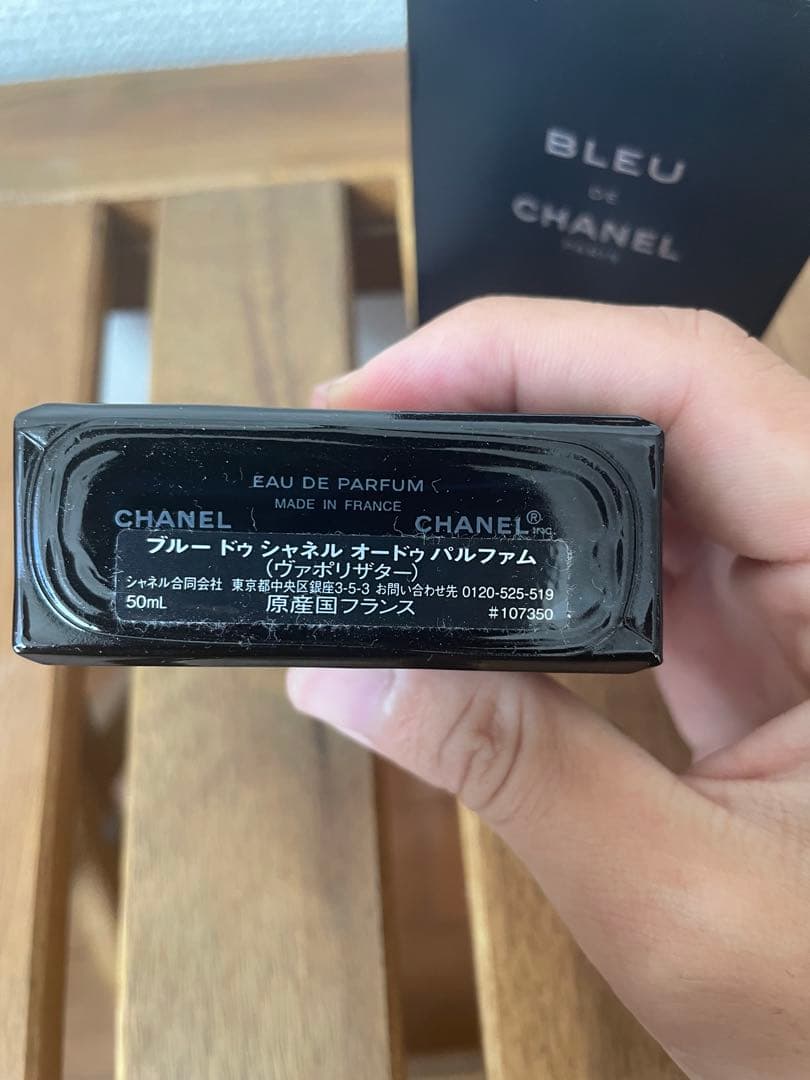 BLEU
DE
CHANEL
PARIS
EAU DE PARFUM
MADE IN FRANCE
CHANEL CHANEL® inc.
ブルー ドゥ シャネル オードゥ パルファム
(ヴァポリザター)
シャネル合同会社 東京都中央区銀座3-5-3 お問い合わせ先 0120-525-519
50mL 原産国フランス #107350